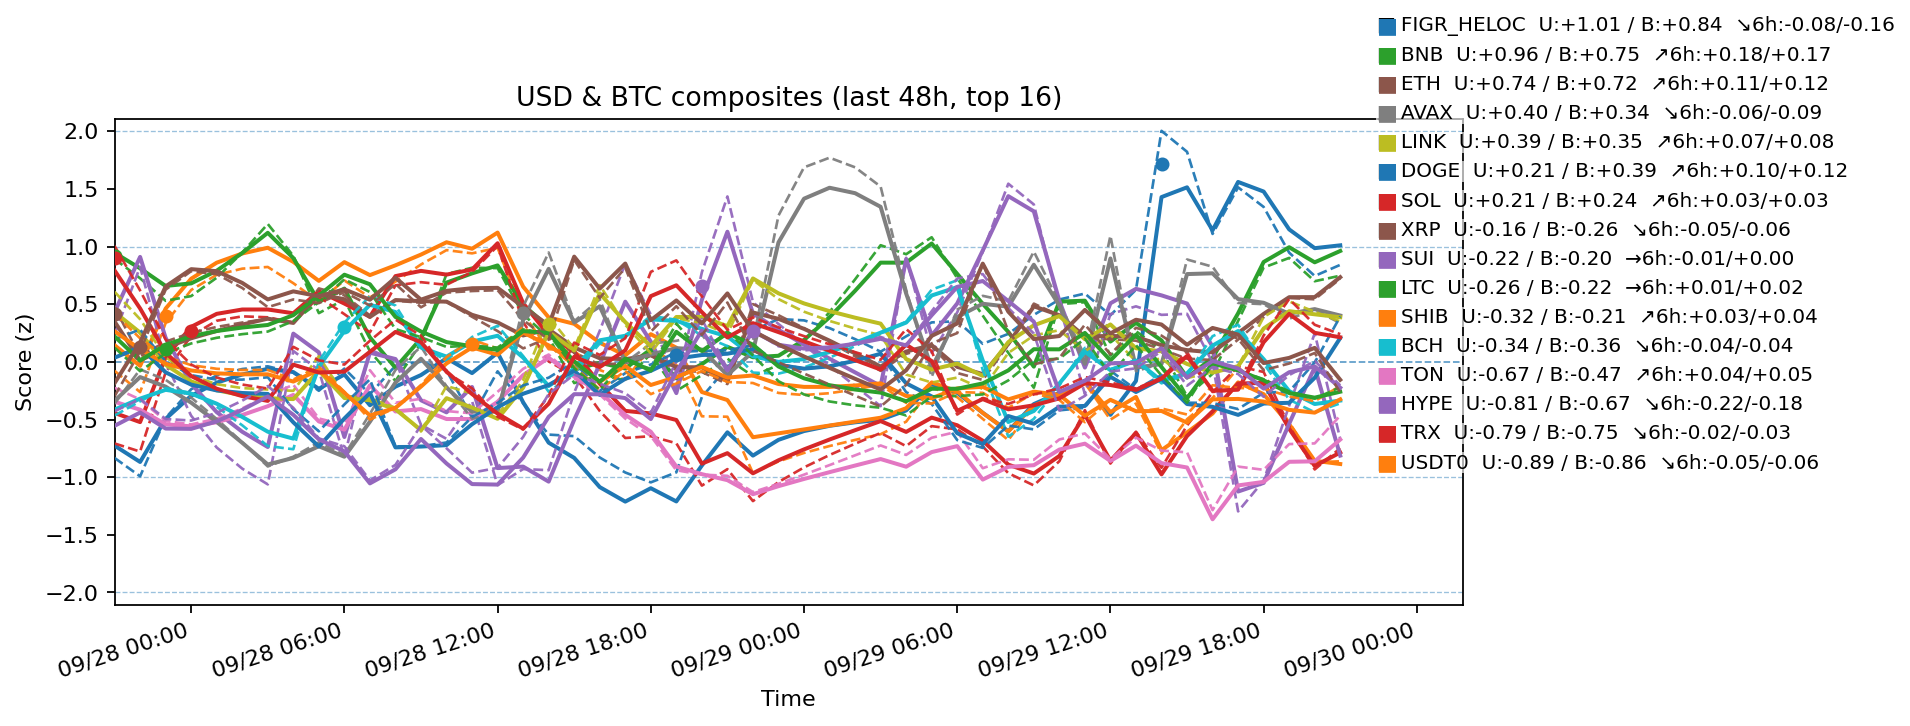 USD & BTC composites (last 48h, top 16)
FIGR_HELOC U:+1.01 / B:+0.84 ↘6h:-0.08/-0.16
BNB U:+0.96 / B:+0.75 ↗6h:+0.18/+0.17
ETH U:+0.74 / B:+0.72 ↗6h:+0.11/+0.12
AVAX U:+0.40 / B:+0.34 ↘6h:-0.06/-0.09
LINK U:+0.39 / B:+0.35 ↗6h:+0.07/+0.08
DOGE U:+0.21 / B:+0.39 ↗6h:+0.10/+0.12
SOL U:+0.21 / B:+0.24 ↗6h:+0.03/+0.03
XRP U:-0.16 / B:-0.26 ↘6h:-0.05/-0.06
SUI U:-0.22 / B:-0.20 →6h:-0.01/+0.00
LTC U:-0.26 / B:-0.22 →6h:+0.01/+0.02
SHIB U:-0.32 / B:-0.21 ↗6h:+0.03/+0.04
BCH U:-0.34 / B:-0.36 ↘6h:-0.04/-0.04
TON U:-0.67 / B:-0.47 ↗6h:+0.04/+0.05
HYPE U:-0.81 / B:-0.67 ↘6h:-0.22/-0.18
TRX U:-0.79 / B:-0.75 ↘6h:-0.02/-0.03
USDT0 U:-0.89 / B:-0.86 ↘6h:-0.05/-0.06
Score (z)
2.0
1.5
1.0
0.5
0.0
−0.5
−1.0
−1.5
−2.0
09/28 00:00
09/28 06:00
09/28 12:00
09/28 18:00
09/29 00:00
09/29 06:00
09/29 12:00
09/29 18:00
09/30 00:00
Time